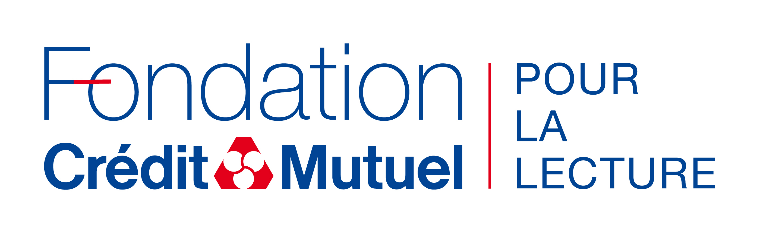 Fondation
Crédit Mutuel
POUR
LA
LECTURE